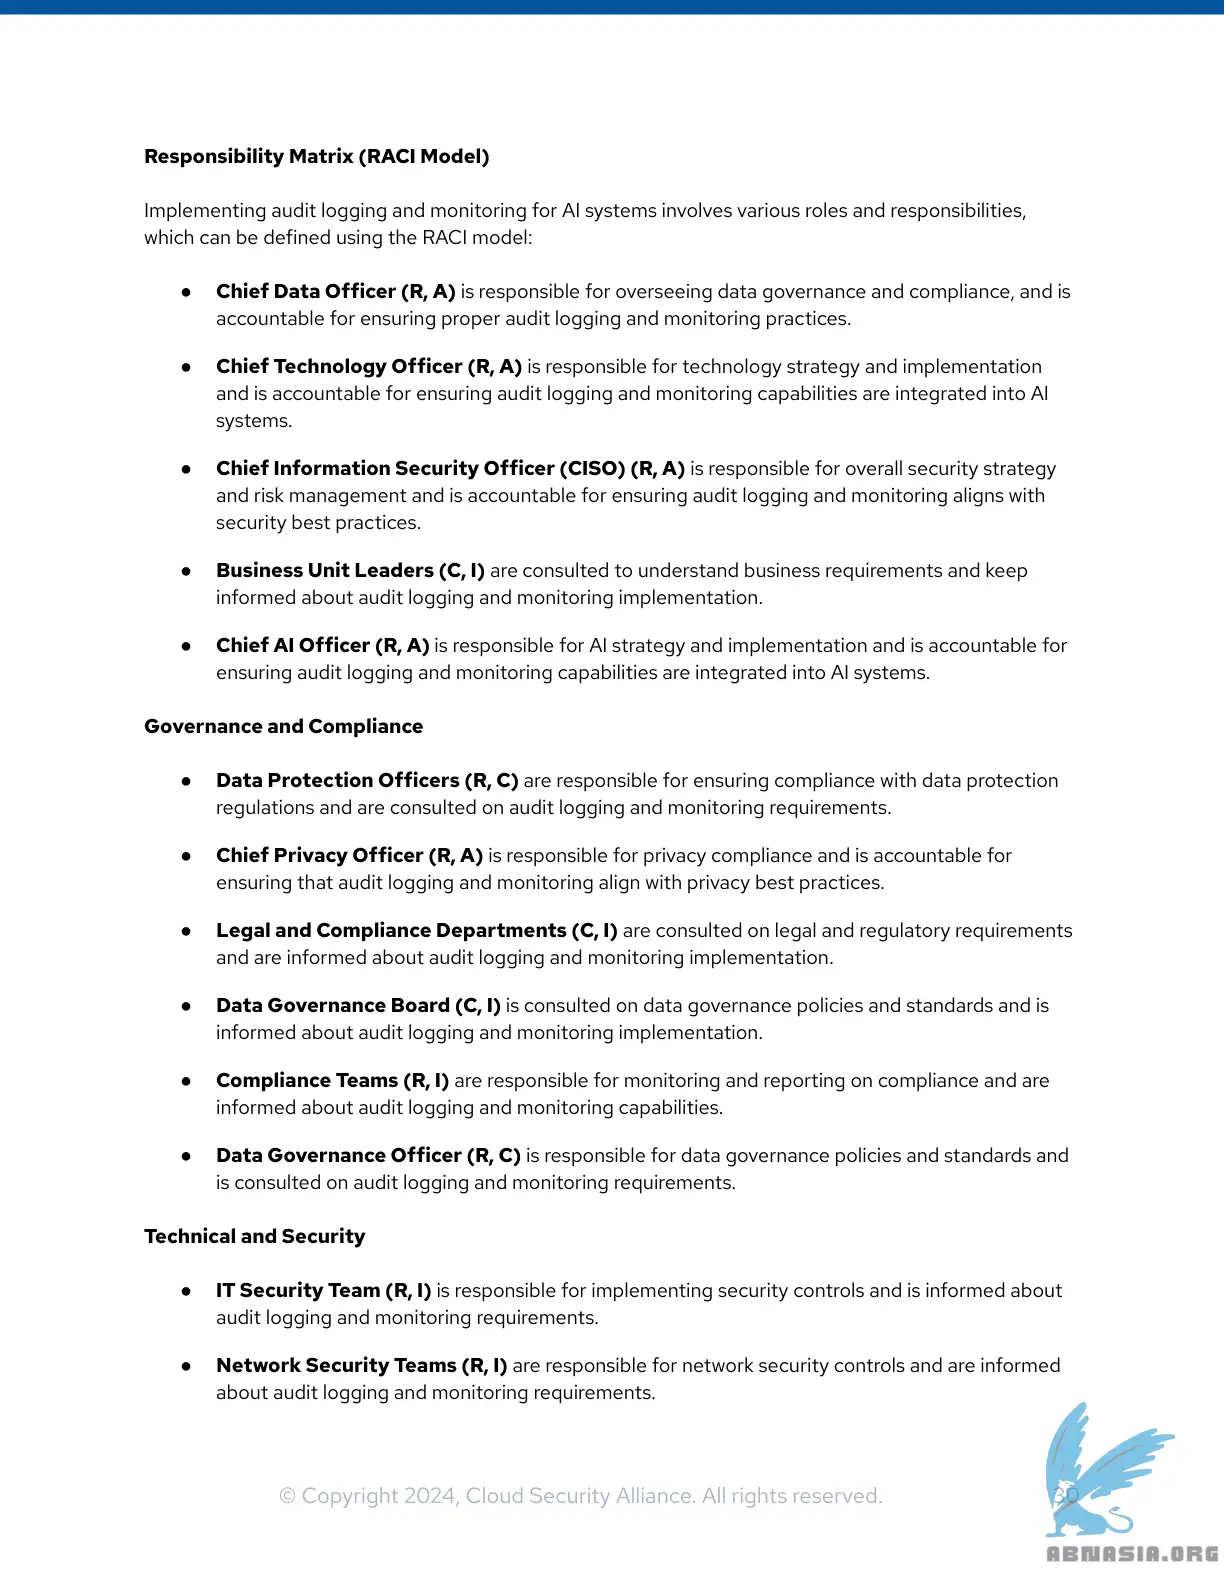 Responsibility Matrix (RACI Model)
Implementing audit logging and monitoring for AI systems involves various roles and responsibilities,
which can be defined using the RACI model:
● Chief Data Officer (R, A) is responsible for overseeing data governance and compliance, and is
accountable for ensuring proper audit logging and monitoring practices.
● Chief Technology Officer (R, A) is responsible for technology strategy and implementation
and is accountable for ensuring audit logging and monitoring capabilities are integrated into AI
systems.
● Chief Information Security Officer (CISO) (R, A) is responsible for overall security strategy
and risk management and is accountable for ensuring audit logging and monitoring aligns with
security best practices.
● Business Unit Leaders (C, I) are consulted to understand business requirements and keep
informed about audit logging and monitoring implementation.
● Chief AI Officer (R, A) is responsible for AI strategy and implementation and is accountable for
ensuring audit logging and monitoring capabilities are integrated into AI systems.
Governance and Compliance
● Data Protection Officers (R, C) are responsible for ensuring compliance with data protection
regulations and are consulted on audit logging and monitoring requirements.
● Chief Privacy Officer (R, A) is responsible for privacy compliance and is accountable for
ensuring that audit logging and monitoring align with privacy best practices.
● Legal and Compliance Departments (C, I) are consulted on legal and regulatory requirements
and are informed about audit logging and monitoring implementation.
● Data Governance Board (C, I) is consulted on data governance policies and standards and is
informed about audit logging and monitoring implementation.
● Compliance Teams (R, I) are responsible for monitoring and reporting on compliance and are
informed about audit logging and monitoring capabilities.
● Data Governance Officer (R, C) is responsible for data governance policies and standards and
is consulted on audit logging and monitoring requirements.
Technical and Security
● IT Security Team (R, I) is responsible for implementing security controls and is informed about
audit logging and monitoring requirements.
● Network Security Teams (R, I) are responsible for network security controls and are informed
about audit logging and monitoring requirements.
© Copyright 2024, Cloud Security Alliance. All rights reserved. 30
ABNASIA.ORG